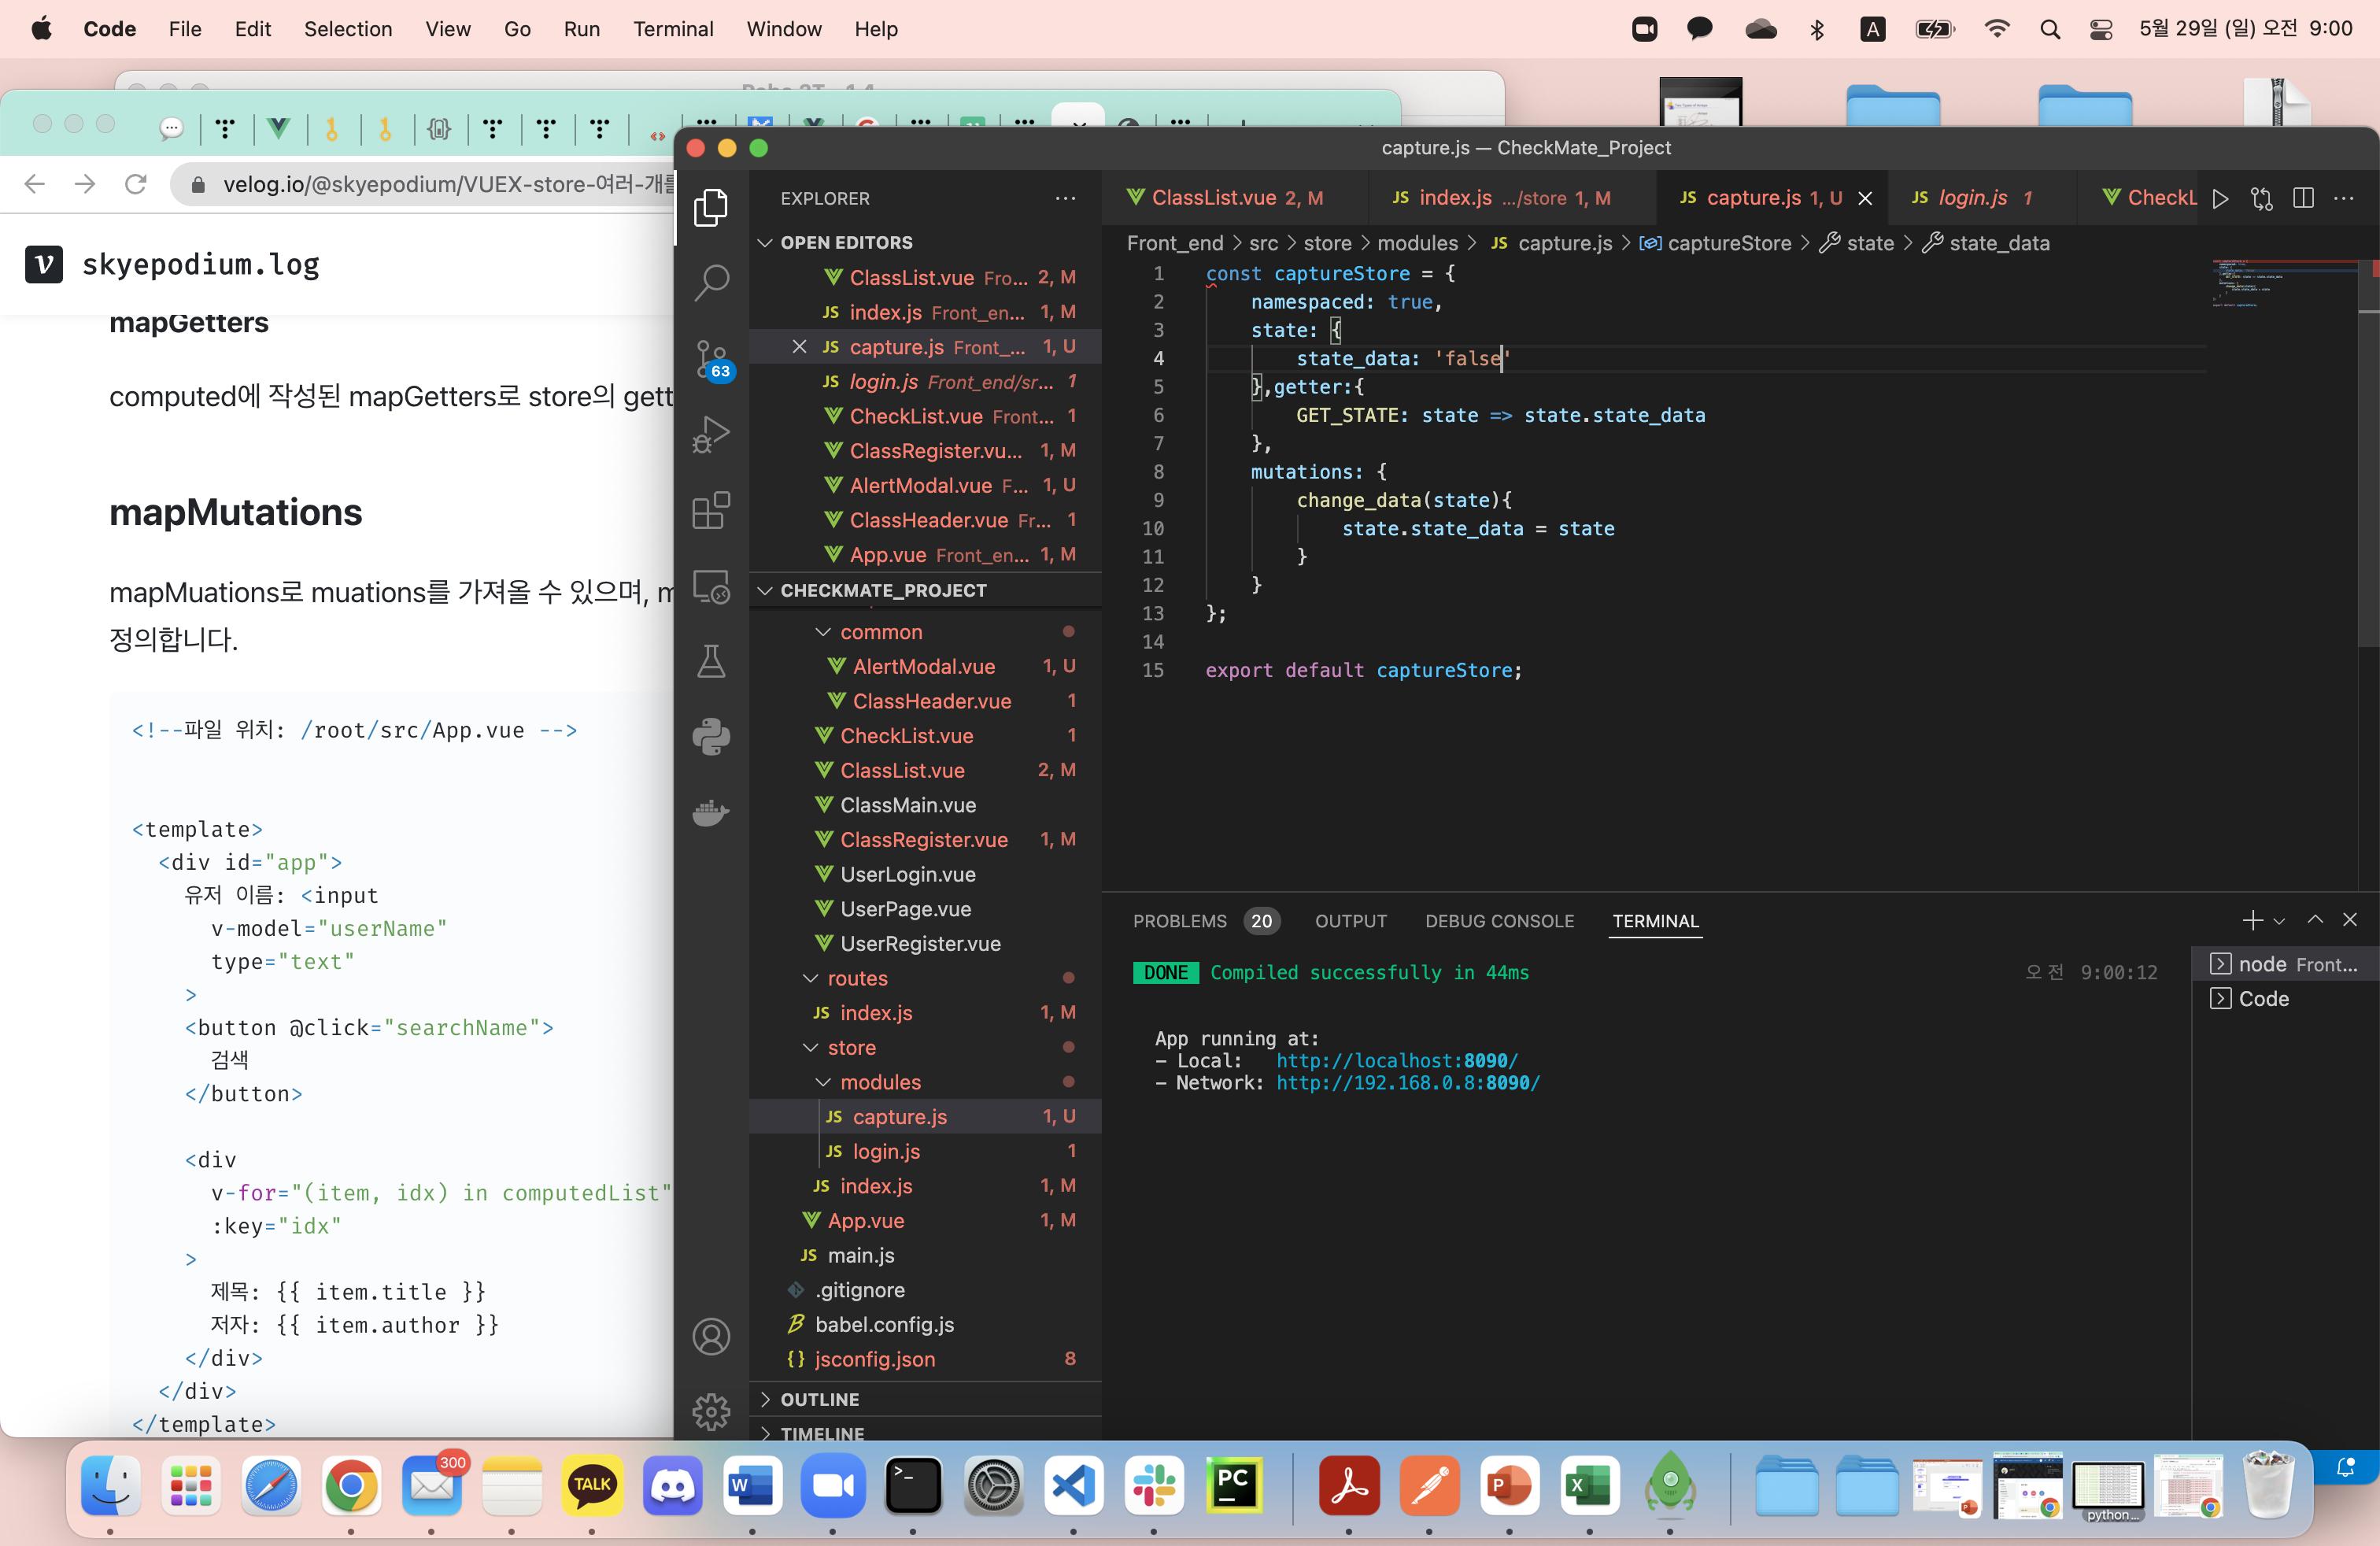 Code File Edit Selection View Go Run Terminal Window Help
A 5월 29일 (일) 오전 9:00
velog.io/@skyepodium/VUEX-store-여러-개를
skyepodium.log
mapGetters
computed에 작성된 mapGetters로 store의 gett
mapMutations
mapMuations로 muations를 가져올 수 있으며, m
정의합니다.
<!--파일 위치: /root/src/App.vue -->
<template>
<div id="app">
유저 이름: <input
v-model="userName"
type="text"
>
<button @click="searchName">
검색
</button>
<div
v-for="(item, idx) in computedList"
:key="idx"
>
제목: {{ item.title }}
저자: {{ item.author }}
</div>
</div>
</template>
capture.js — CheckMate_Project
EXPLORER
OPEN EDITORS
ClassList.vue Fro... 2, M
JS index.js Front_en... 1, M
JS capture.js Front_... 1, U
JS login.js Front_end/sr... 1
CheckList.vue Front... 1
ClassRegister.vu... 1, M
AlertModal.vue F... 1, U
ClassHeader.vue Fr... 1
App.vue Front_en... 1, M
63
CHECKMATE_PROJECT
common
AlertModal.vue 1, U
ClassHeader.vue 1
CheckList.vue 1
ClassList.vue 2, M
ClassMain.vue
ClassRegister.vue 1, M
UserLogin.vue
UserPage.vue
UserRegister.vue
routes
JS index.js 1, M
store
modules
JS capture.js 1, U
JS login.js 1
JS index.js 1, M
App.vue 1, M
JS main.js
.gitignore
babel.config.js
{} jsconfig.json 8
OUTLINE
TIMELINE
ClassList.vue 2, M JS index.js .../store 1, M JS capture.js 1, U JS login.js 1 CheckL
Front_end > src > store > modules > JS capture.js > captureStore > state > state_data
1 const captureStore = {
2 namespaced: true,
3 state: {
4 state_data: 'false'
5 },getter:{
6 GET_STATE: state => state.state_data
7 },
8 mutations: {
9 change_data(state){
10 state.state_data = state
11 }
12 }
13 };
14
15 export default captureStore;
PROBLEMS 20 OUTPUT DEBUG CONSOLE TERMINAL
DONE Compiled successfully in 44ms 오전 9:00:12
App running at:
- Local: http://localhost:8090/
- Network: http://192.168.0.8:8090/
node Front...
Code
300
TALK
W
>_
PC
P
X
python...